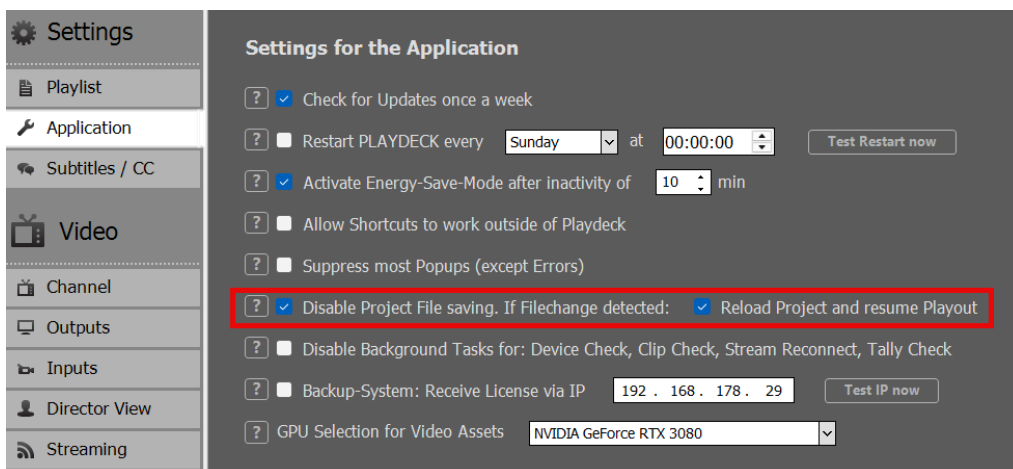 Settings
Playlist
Application
Subtitles / CC
Video
Channel
Outputs
Inputs
Director View
Streaming
Settings for the Application
? Check for Updates once a week
? Restart PLAYDECK every Sunday at 00:00:00 Test Restart now
? Activate Energy-Save-Mode after inactivity of 10 min
? Allow Shortcuts to work outside of Playdeck
? Suppress most Popups (except Errors)
? Disable Project File saving. If Filechange detected: Reload Project and resume Playout
? Disable Background Tasks for: Device Check, Clip Check, Stream Reconnect, Tally Check
? Backup-System: Receive License via IP 192 . 168 . 178 . 29 Test IP now
? GPU Selection for Video Assets NVIDIA GeForce RTX 3080